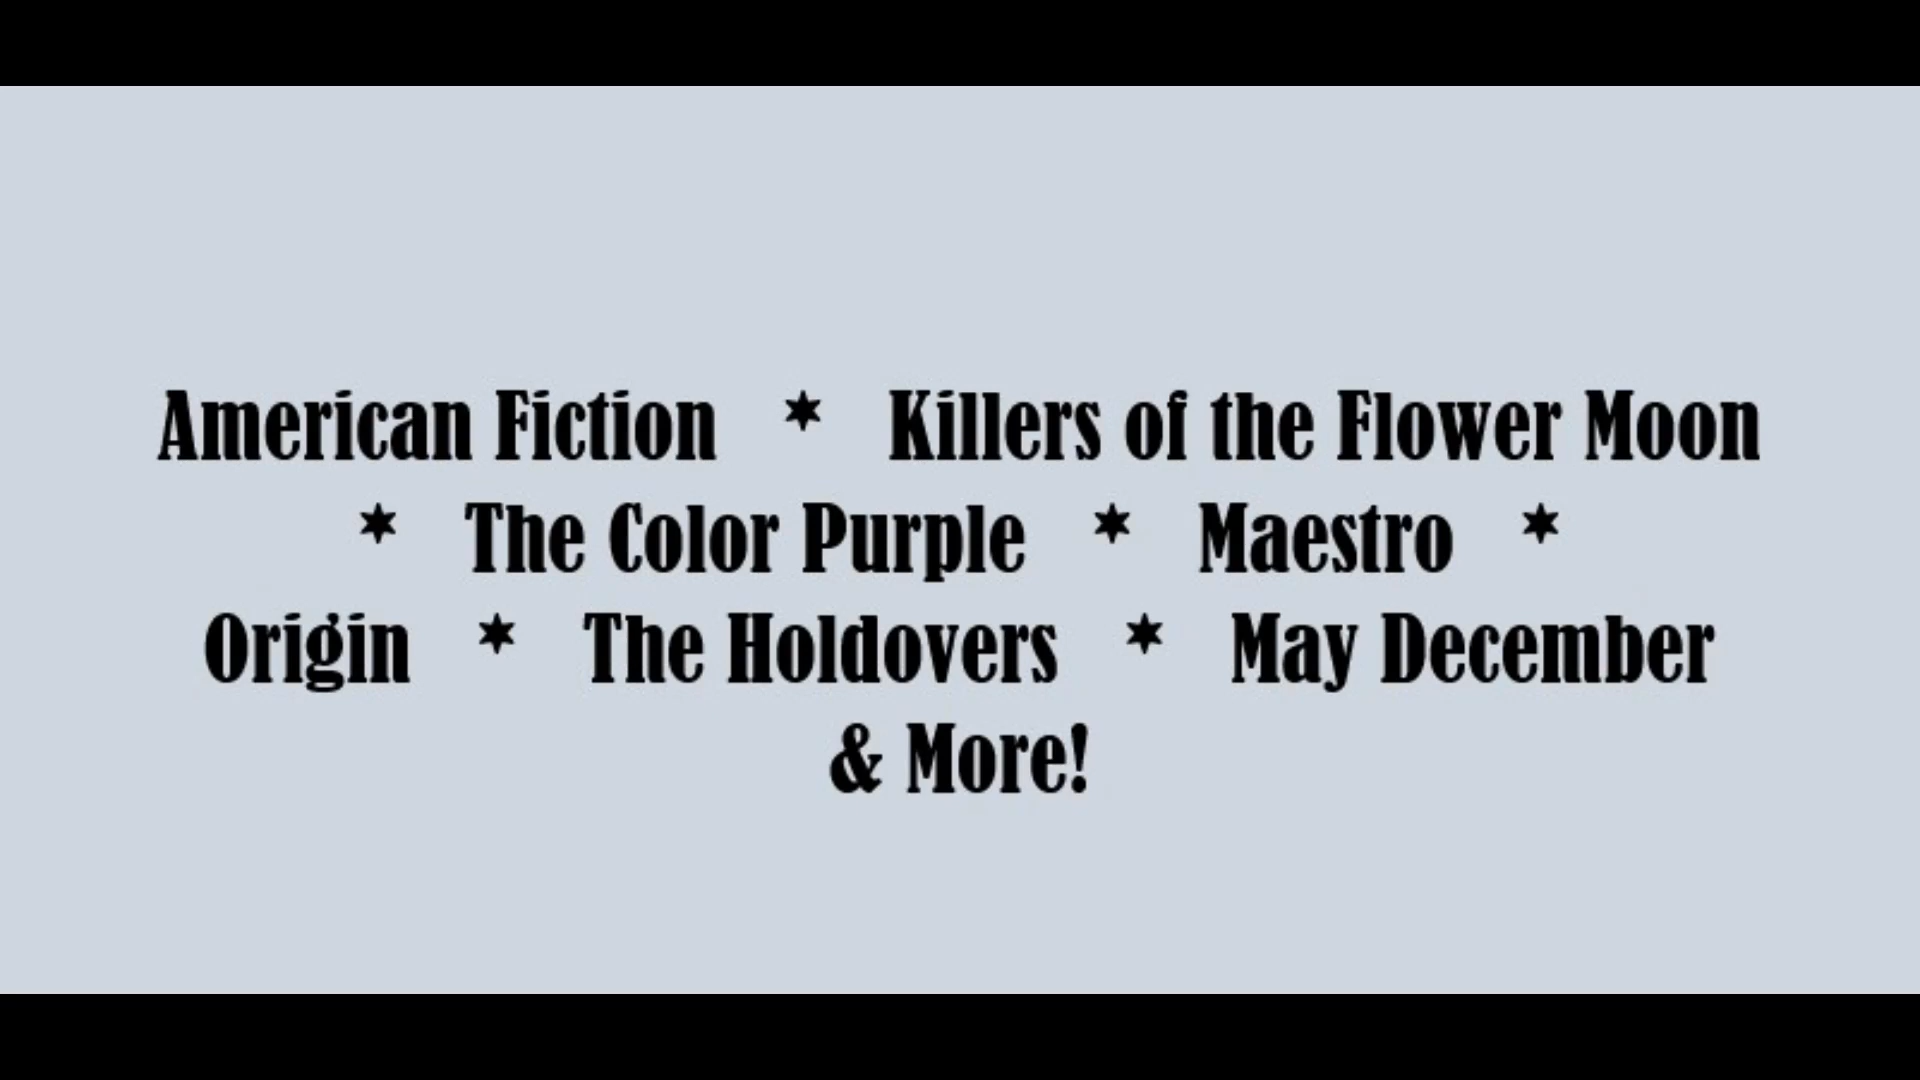 American Fiction * Killers of the Flower Moon
* The Color Purple * Maestro *
Origin * The Holdovers * May December
& More!